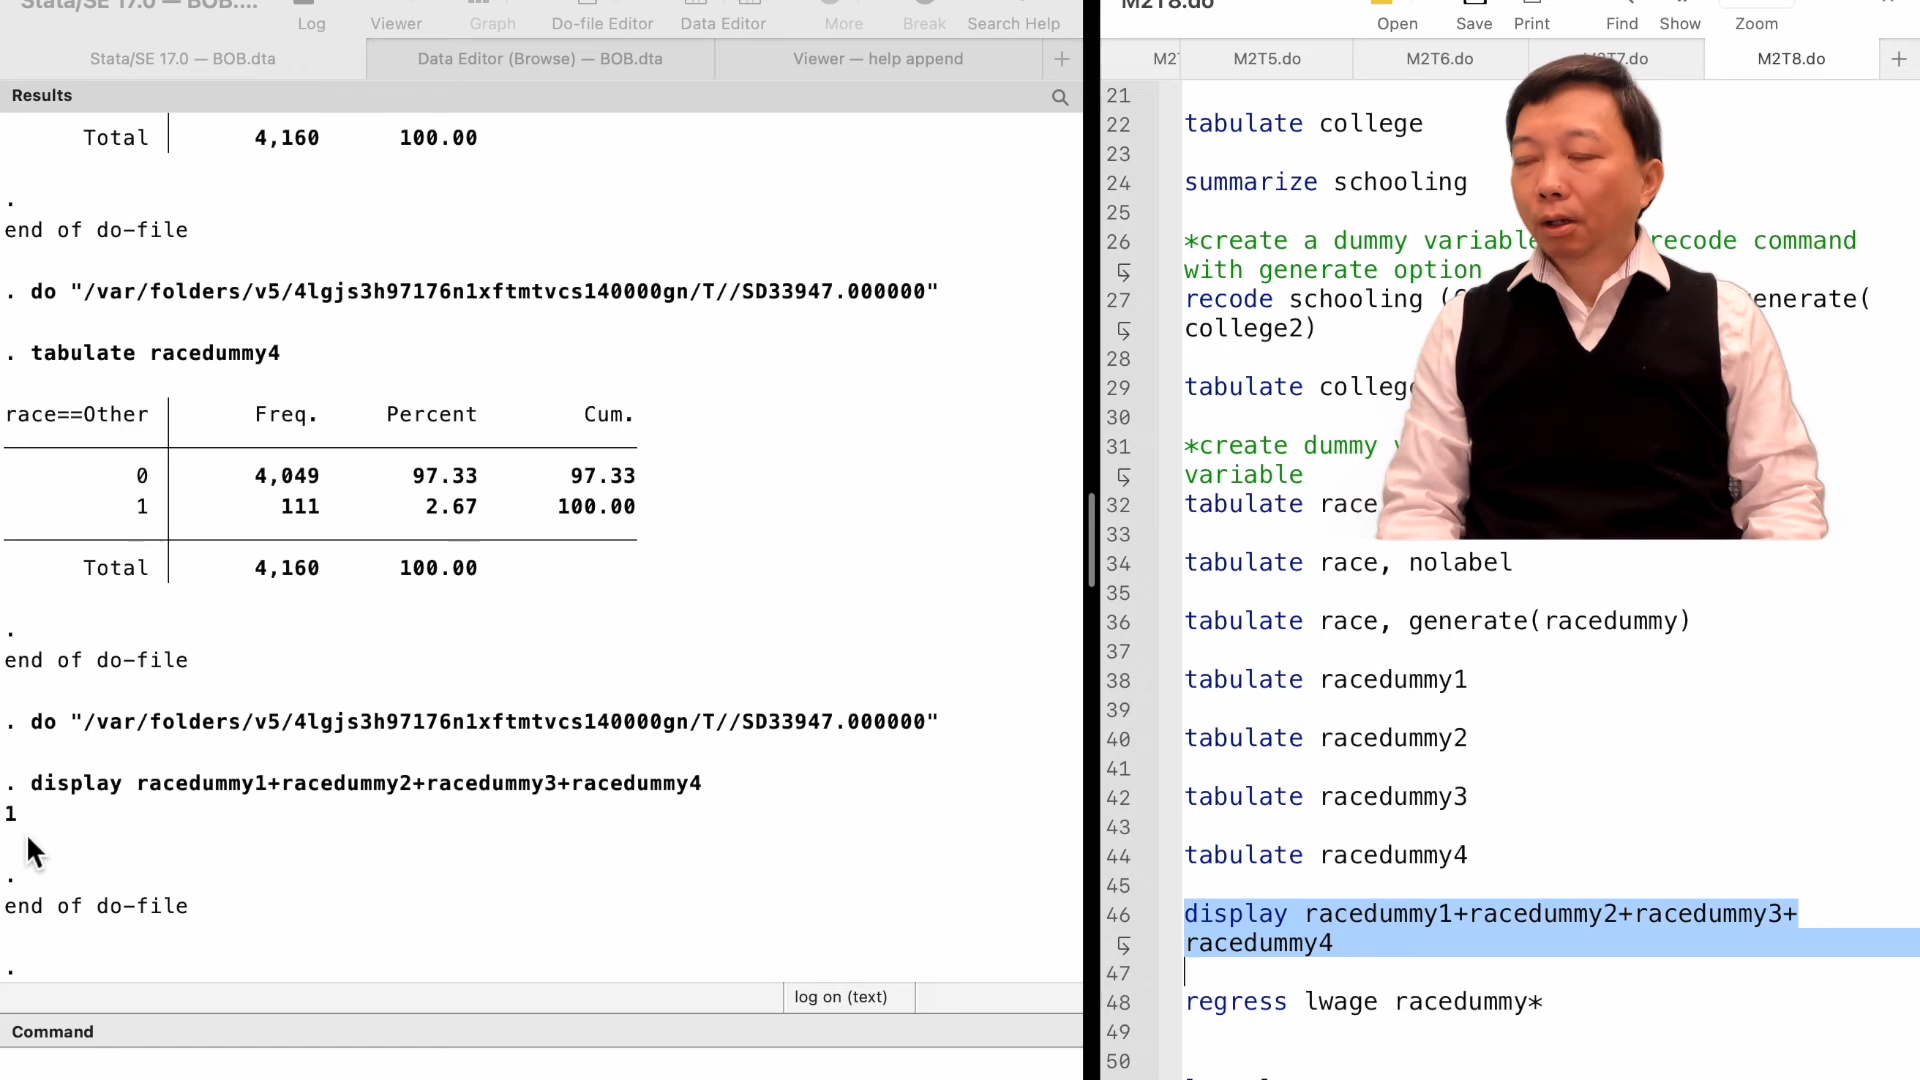 Stata/SE 17.0 — BOB....
Log Viewer Graph Do-file Editor Data Editor More Break Search Help
Stata/SE 17.0 — BOB.dta Data Editor (Browse) — BOB.dta Viewer — help append +
Results
Total 4,160 100.00
.
end of do-file
. do "/var/folders/v5/4lgjs3h97176n1xftmtvcs140000gn/T//SD33947.000000"
. tabulate racedummy4
race==Other Freq. Percent Cum.
0 4,049 97.33 97.33
1 111 2.67 100.00
Total 4,160 100.00
.
end of do-file
. do "/var/folders/v5/4lgjs3h97176n1xftmtvcs140000gn/T//SD33947.000000"
. display racedummy1+racedummy2+racedummy3+racedummy4
1
.
end of do-file
.
log on (text)
Command
M2T8.do
Open Save Print Find Show Zoom
M2T M2T5.do M2T6.do 7.do M2T8.do +
21
22 tabulate college
23
24 summarize schooling
25
26 *create a dummy variable recode command
with generate option
27 recode schooling ( generate(
college2)
28
29 tabulate college
30
31 *create dummy
variable
32 tabulate race
33
34 tabulate race, nolabel
35
36 tabulate race, generate(racedummy)
37
38 tabulate racedummy1
39
40 tabulate racedummy2
41
42 tabulate racedummy3
43
44 tabulate racedummy4
45
46 display racedummy1+racedummy2+racedummy3+
racedummy4
47
48 regress lwage racedummy*
49
50